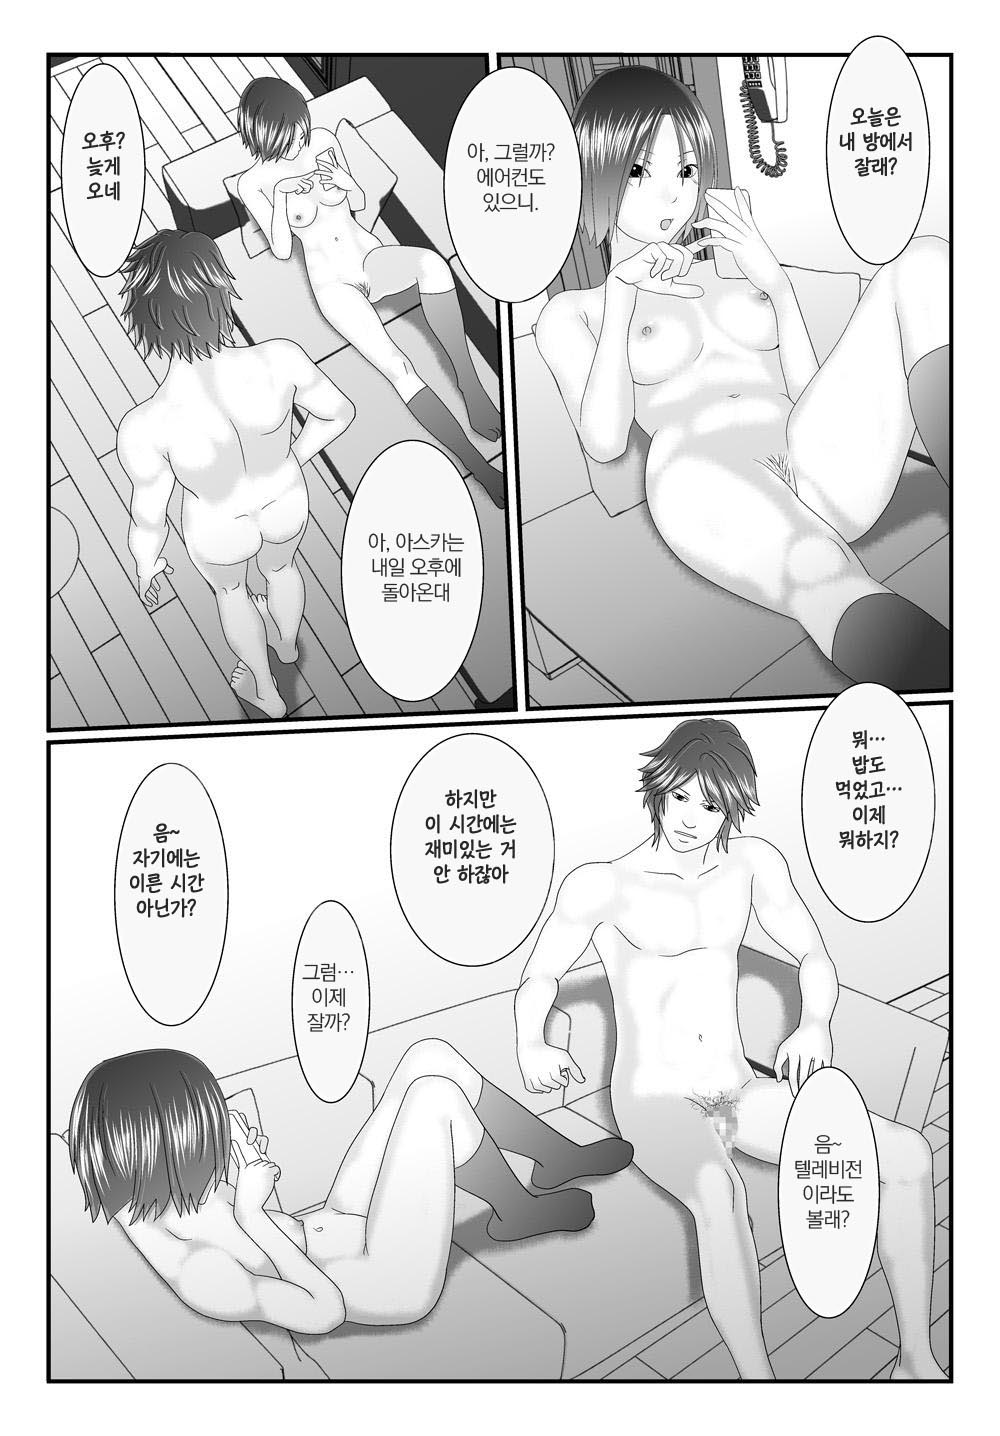 오늘은
내 방에서
잘래?
아, 그럴까?
에어컨도
있으니.
오후?
늦게
오네
아, 아스카는
내일 오후에
돌아온대
뭐…
밥도
먹었고…
이제
뭐하지?
하지만
이 시간에는
재미있는 거
안 하잖아
음~
자기에는
이른 시간
아닌가?
그럼…
이제
잘까?
음~
텔레비전
이라도
볼래?